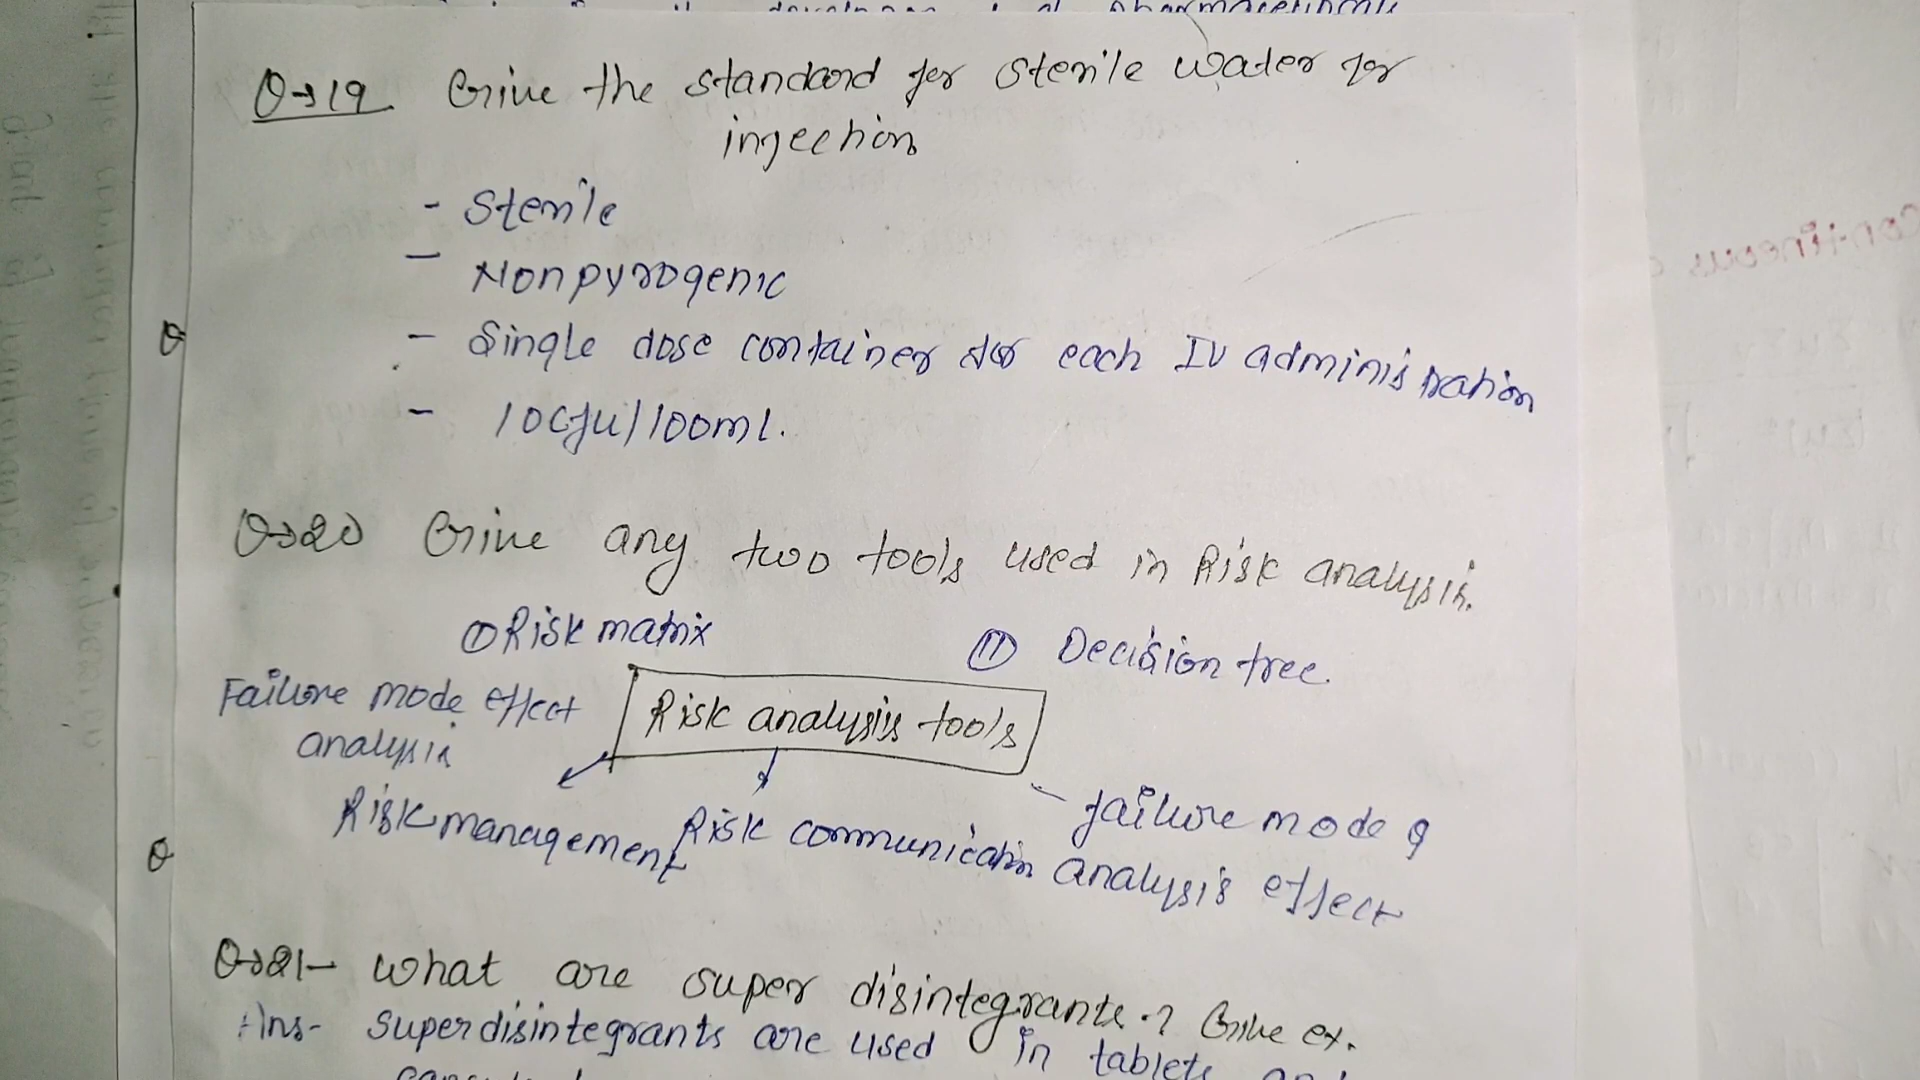 Q→19 Give the standard for sterile water for
injection
- Sterile
- Nonpyrogenic
- Single dose container for each IV administration
- 10cfu/100ml.
Q→20 Give any two tools used in Risk analysis.
① Risk matrix ⑪ Decision tree.
Failure mode effect
analysis
Risk analysis tools
Risk management Risk communication failure mode &
analysis effect
Q→21- What are super disintegrants? Give ex.
Ans- Superdisintegrants are used in tablets